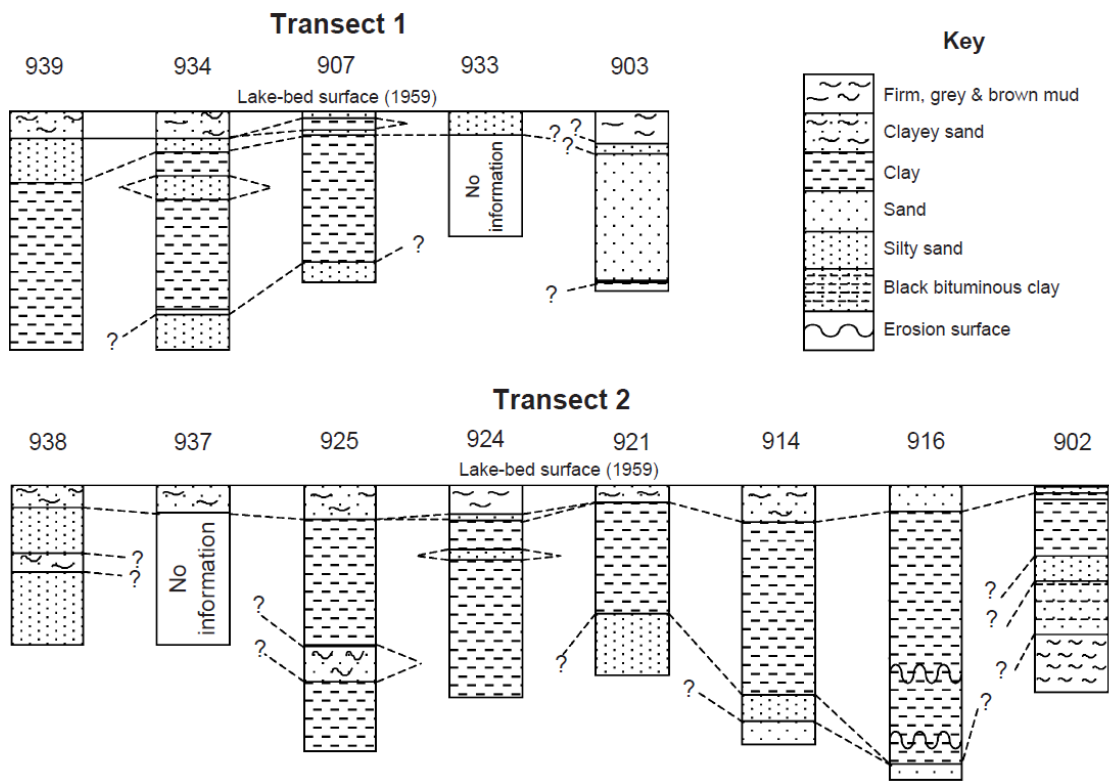 Transect 1
939 934 907 933 903
Lake-bed surface (1959)
? ?
No information
? ? ?
Key
Firm, grey & brown mud
Clayey sand
Clay
Sand
Silty sand
Black bituminous clay
Erosion surface
Transect 2
938 937 925 924 921 914 916 902
Lake-bed surface (1959)
? ?
No information
? ?
? ?
? ? ? ?